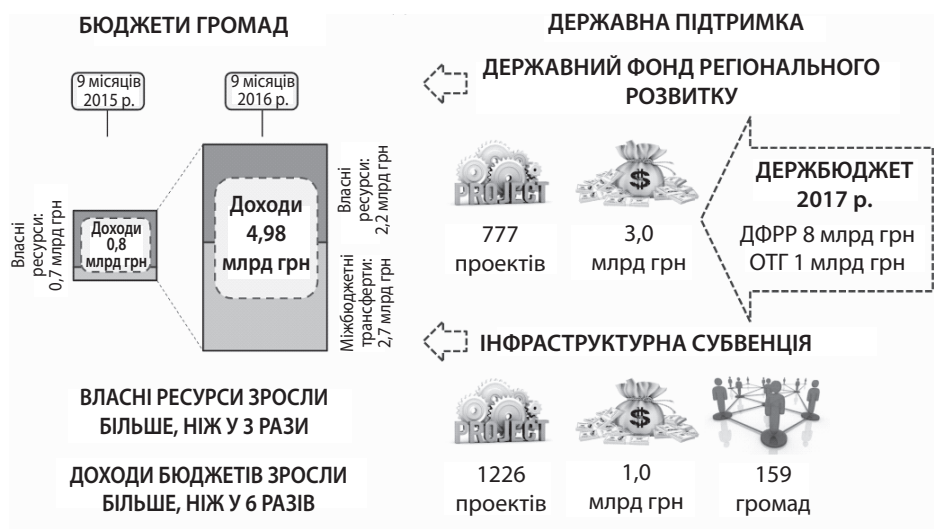 БЮДЖЕТИ ГРОМАД
9 місяців
2015 р.
9 місяців
2016 р.
Власні
ресурси:
0,7 млрд грн
Доходи
0,8
млрд грн
Доходи
4,98
млрд грн
Власні
ресурси:
2,2 млрд грн
Міжбюджетні
трансферти:
2,7 млрд грн
ВЛАСНІ РЕСУРСИ ЗРОСЛИ
БІЛЬШЕ, НІЖ У 3 РАЗИ
ДОХОДИ БЮДЖЕТІВ ЗРОСЛИ
БІЛЬШЕ, НІЖ У 6 РАЗІВ
ДЕРЖАВНА ПІДТРИМКА
ДЕРЖАВНИЙ ФОНД РЕГІОНАЛЬНОГО
РОЗВИТКУ
PROJECT
$
777
проектів
3,0
млрд грн
ДЕРЖБЮДЖЕТ
2017 р.
ДФРР 8 млрд грн
ОТГ 1 млрд грн
ІНФРАСТРУКТУРНА СУБВЕНЦІЯ
PROJECT
$
1226
проектів
1,0
млрд грн
159
громад